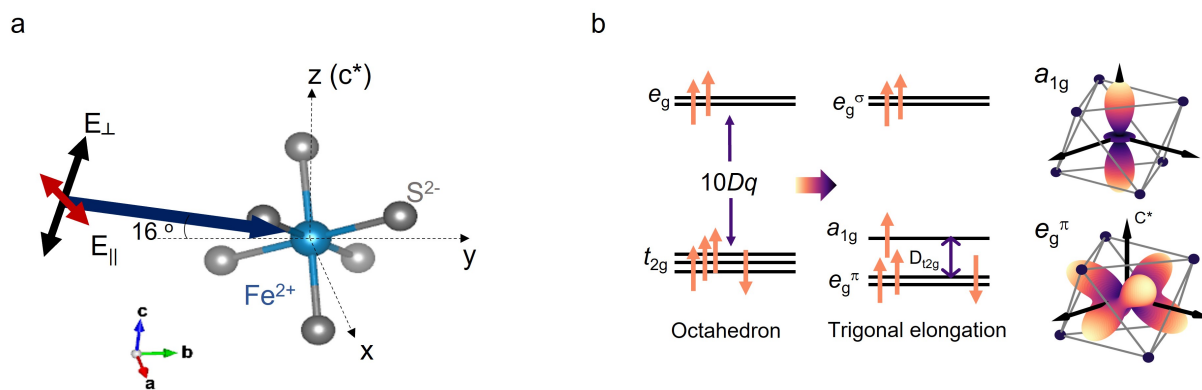 a
z (c*)
E⊥
S²⁻
16 °
y
E||
Fe²⁺
x
c
b
a
b
a₁g
eg
egσ
10Dq
a₁g
t₂g
Dt2g
egπ
egπ
C*
Octahedron
Trigonal elongation